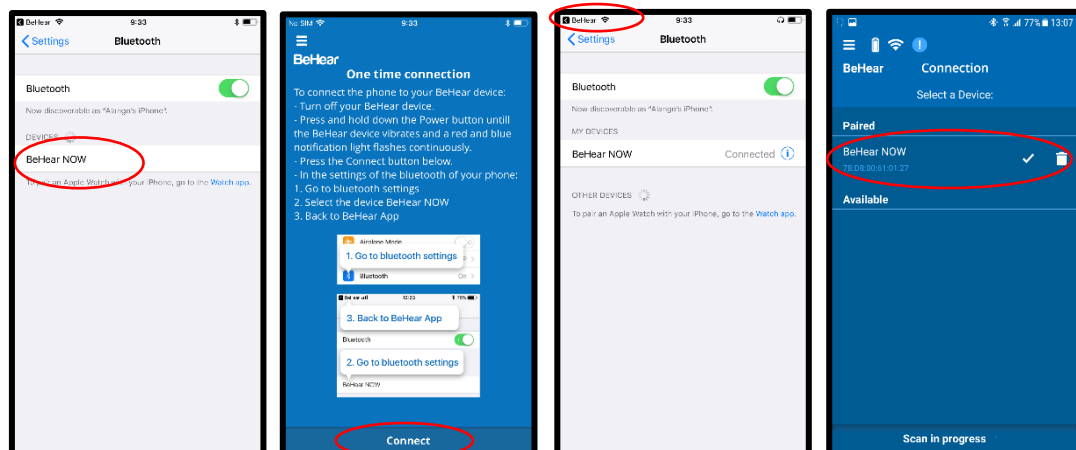 BeHear 9:33
Settings Bluetooth
Bluetooth
Now discoverable as "Alango's iPhone".
DEVICES
BeHear NOW
To pair an Apple Watch with your iPhone, go to the Watch app.
No SIM 9:33
BeHear
One time connection
To connect the phone to your BeHear device:
- Turn off your BeHear device.
- Press and hold down the Power button untill
the BeHear device vibrates and a red and blue
notification light flashes continuously.
- Press the Connect button below.
- In the settings of the bluetooth of your phone:
1. Go to bluetooth settings
2. Select the device BeHear NOW
3. Back to BeHear App
Airplane Mode
1. Go to bluetooth settings
Bluetooth On
3. Back to BeHear App
Bluetooth
2. Go to bluetooth settings
BeHear NOW
Connect
BeHear 9:33
Settings Bluetooth
Bluetooth
Now discoverable as "Alango's iPhone".
MY DEVICES
BeHear NOW Connected
OTHER DEVICES
To pair an Apple Watch with your iPhone, go to the Watch app.
77% 13:07
BeHear Connection
Select a Device:
Paired
BeHear NOW
78:D8:00:61:01:27
Available
Scan in progress